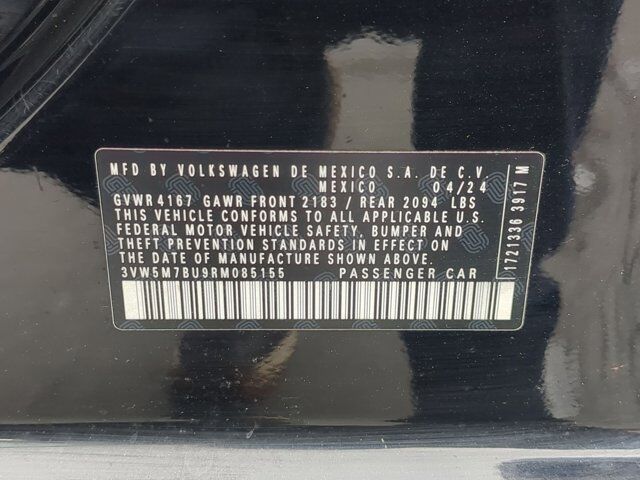 MFD BY VOLKSWAGEN DE MEXICO S.A. DE C.V.
MEXICO 04/24
GVWR 4167 GAWR FRONT 2183 / REAR 2094 LBS
THIS VEHICLE CONFORMS TO ALL APPLICABLE U.S.
FEDERAL MOTOR VEHICLE SAFETY, BUMPER AND
THEFT PREVENTION STANDARDS IN EFFECT ON
THE DATE OF MANUFACTURE SHOWN ABOVE.
3VW5M7BU9RM085155 PASSENGER CAR
1721336 3917 M